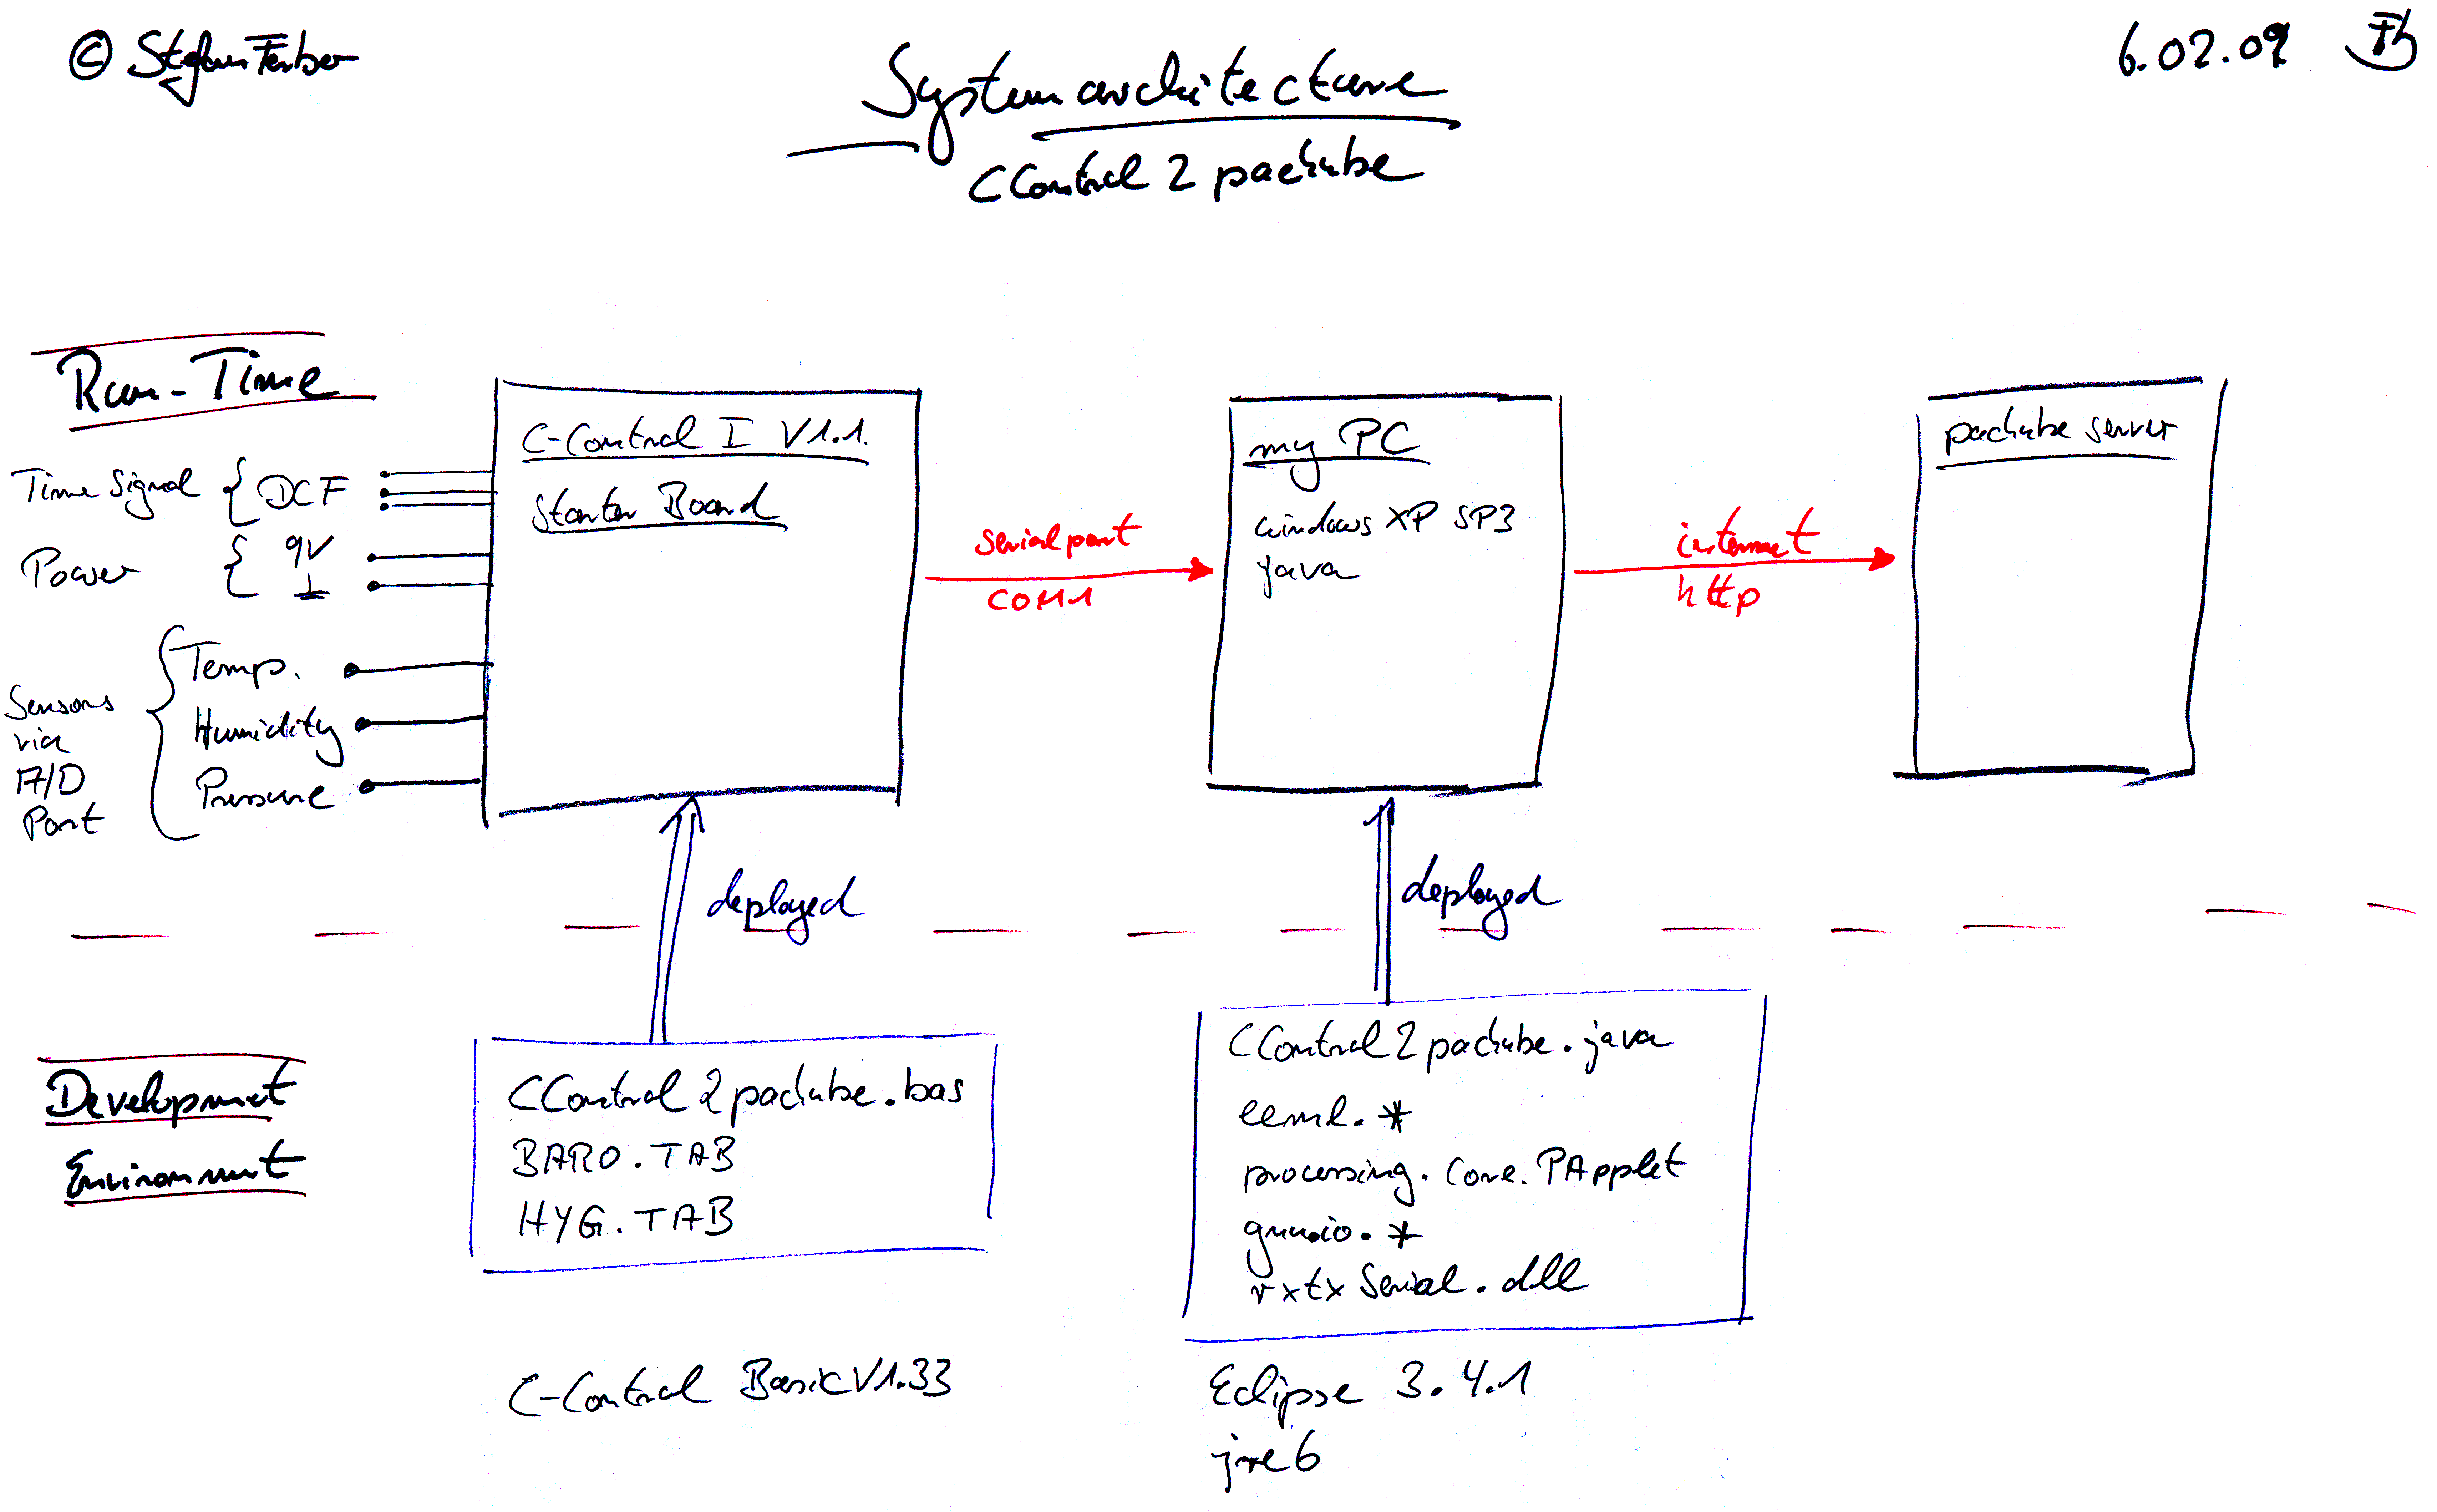 © Stefan Ferber
6.02.09
System architecture
CControl 2 pachube
Run-Time
Time Signal { DCF
Power { 9V
Sensors via A/D Port
Temp.
Humidity
Pressure
C-Control I V1.1.
Starter Board
serial port
COM1
my PC
windows XP SP3
java
internet
http
pachube server
deployed
deployed
Development
Environment
CControl2pachube.bas
BARO.TAB
HYG.TAB
C-Control Basic V1.33
CControl2pachube.java
eeml.*
processing.core.PApplet
gnu.io.*
rxtxSerial.dll
Eclipse 3.4.1
jre6